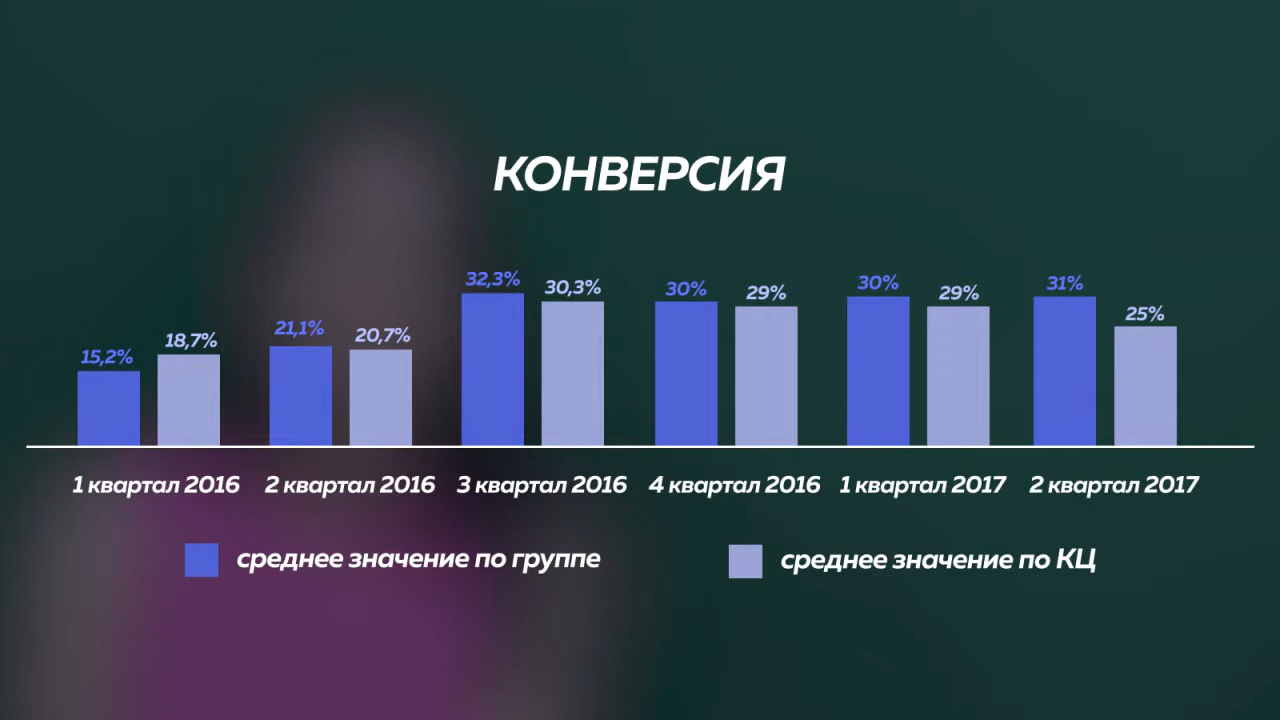 КОНВЕРСИЯ
15,2% 18,7% 21,1% 20,7% 32,3% 30,3% 30% 29% 30% 29% 31% 25%
1 квартал 2016 2 квартал 2016 3 квартал 2016 4 квартал 2016 1 квартал 2017 2 квартал 2017
среднее значение по группе среднее значение по КЦ